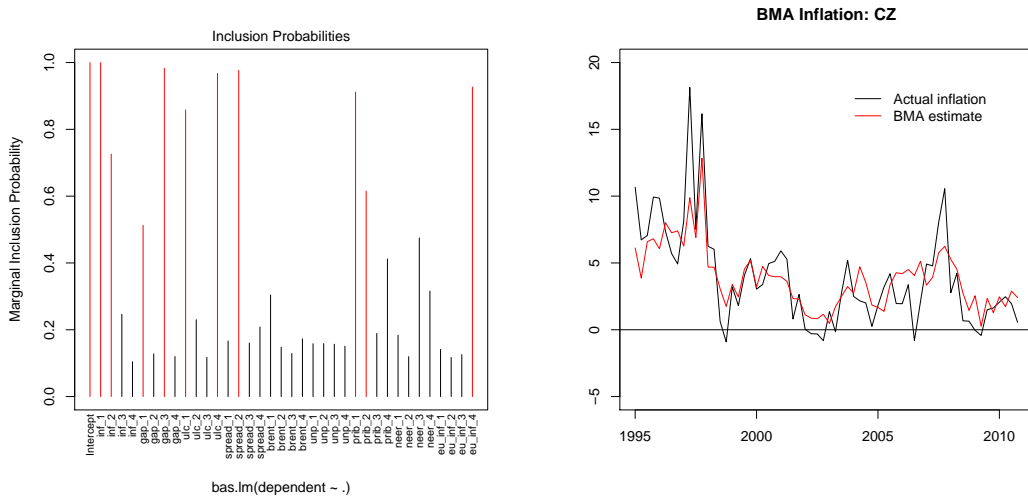 Inclusion Probabilities
Marginal Inclusion Probability
1.0
0.8
0.6
0.4
0.2
0.0
Intercept
inf_1
inf_2
inf_3
inf_4
gap_1
gap_2
gap_3
gap_4
ulc_1
ulc_2
ulc_3
ulc_4
spread_1
spread_2
spread_3
spread_4
brent_1
brent_2
brent_3
brent_4
unp_1
unp_2
unp_3
unp_4
prib_1
prib_2
prib_3
prib_4
neer_1
neer_2
neer_3
neer_4
eu_inf_1
eu_inf_2
eu_inf_3
eu_inf_4
bas.lm(dependent ~ .)
BMA Inflation: CZ
20
15
10
5
0
−5
Actual inflation
BMA estimate
1995
2000
2005
2010